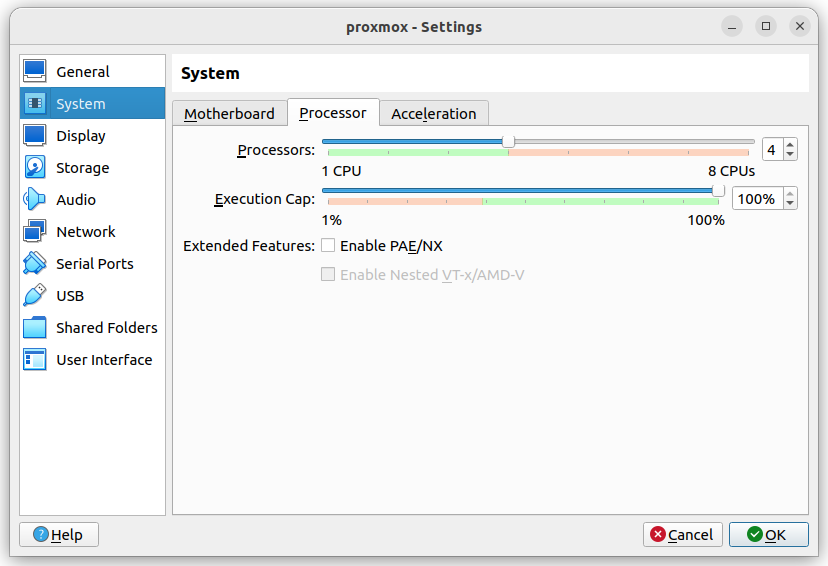 proxmox - Settings
General
System
Display
Storage
Audio
Network
Serial Ports
USB
Shared Folders
User Interface
System
Motherboard
Processor
Acceleration
Processors:
4
1 CPU
8 CPUs
Execution Cap:
100%
1%
100%
Extended Features:
Enable PAE/NX
Enable Nested VT-x/AMD-V
? Help
Cancel
OK